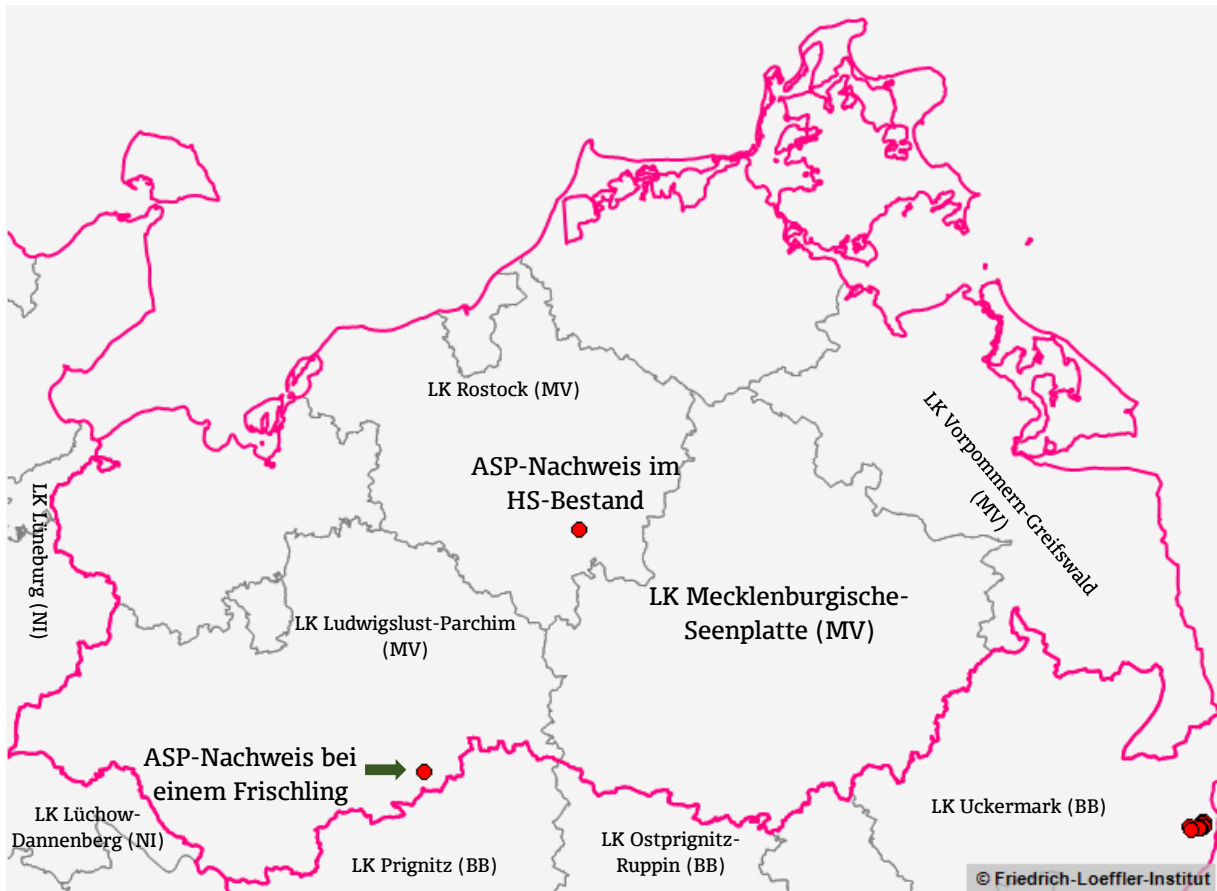 LK Rostock (MV)
ASP-Nachweis im
HS-Bestand
LK Vorpommern-Greifswald
(MV)
LK Lüneburg (NI)
LK Mecklenburgische-
Seenplatte (MV)
LK Ludwigslust-Parchim
(MV)
ASP-Nachweis bei
einem Frischling
LK Lüchow-
Dannenberg (NI)
LK Prignitz (BB)
LK Ostprignitz-
Ruppin (BB)
LK Uckermark (BB)
© Friedrich-Loeffler-Institut